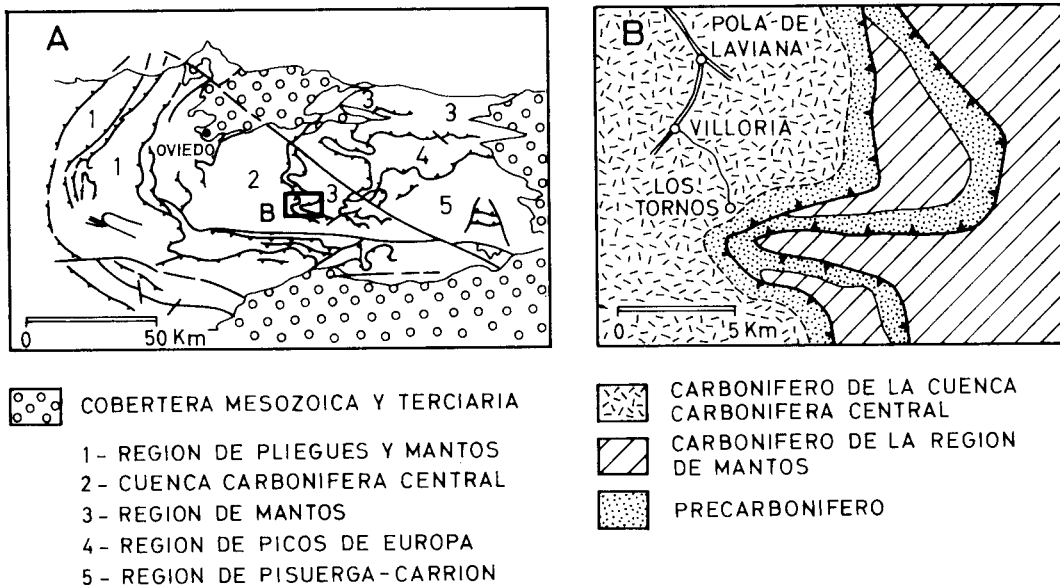 A
1
1
OVIEDO
2
B
3
3
3
4
5
0 50 Km
B
POLA DE
LAVIANA
VILLORIA
LOS
TORNOS
0 5 Km
COBERTERA MESOZOICA Y TERCIARIA
1- REGION DE PLIEGUES Y MANTOS
2- CUENCA CARBONIFERA CENTRAL
3- REGION DE MANTOS
4- REGION DE PICOS DE EUROPA
5- REGION DE PISUERGA-CARRION
CARBONIFERO DE LA CUENCA
CARBONIFERA CENTRAL
CARBONIFERO DE LA REGION
DE MANTOS
PRECARBONIFERO